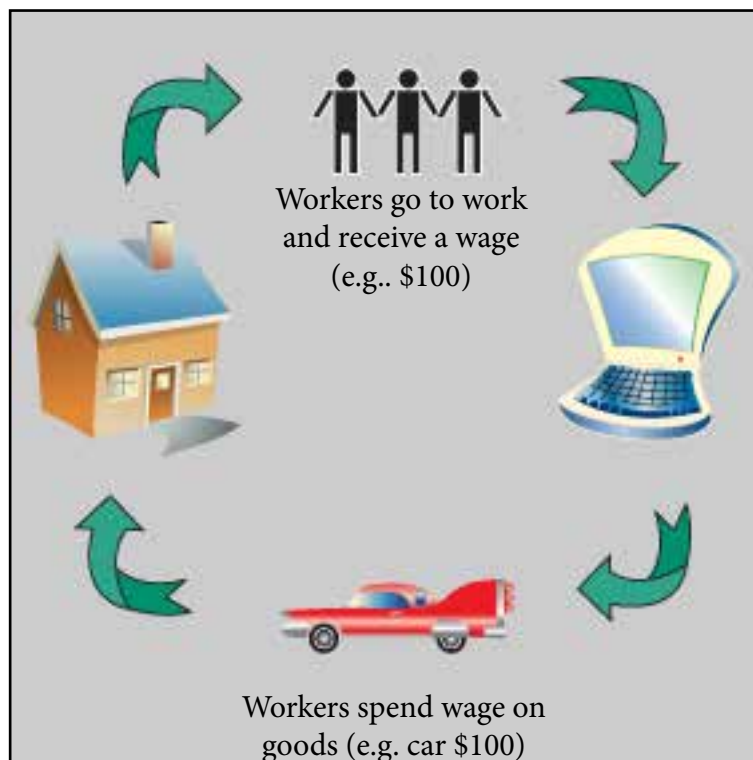 Workers go to work
and receive a wage
(e.g.. $100)
Workers spend wage on
goods (e.g. car $100)